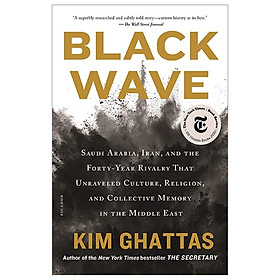 "A superbly researched and subtly told story—current history at its best."
—The Wall Street Journal
BLACK
WAVE
SAUDI ARABIA, IRAN, AND THE
FORTY-YEAR RIVALRY THAT
UNRAVELED CULTURE, RELIGION,
AND COLLECTIVE MEMORY
IN THE MIDDLE EAST
PICADOR
KIM GHATTAS
Author of the New York Times bestseller THE SECRETARY